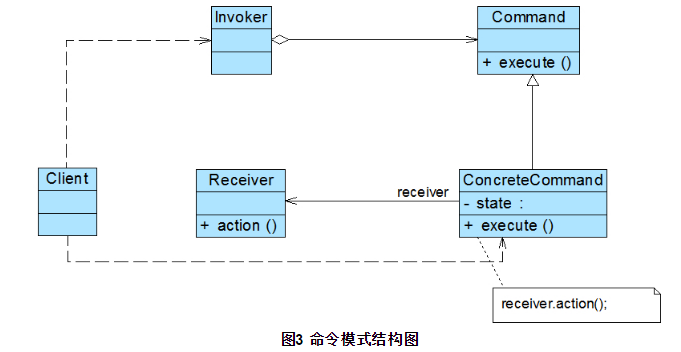 Invoker
Command
+ execute ()
Client
Receiver
+ action ()
receiver
ConcreteCommand
- state :
+ execute ()
receiver.action();
图3 命令模式结构图